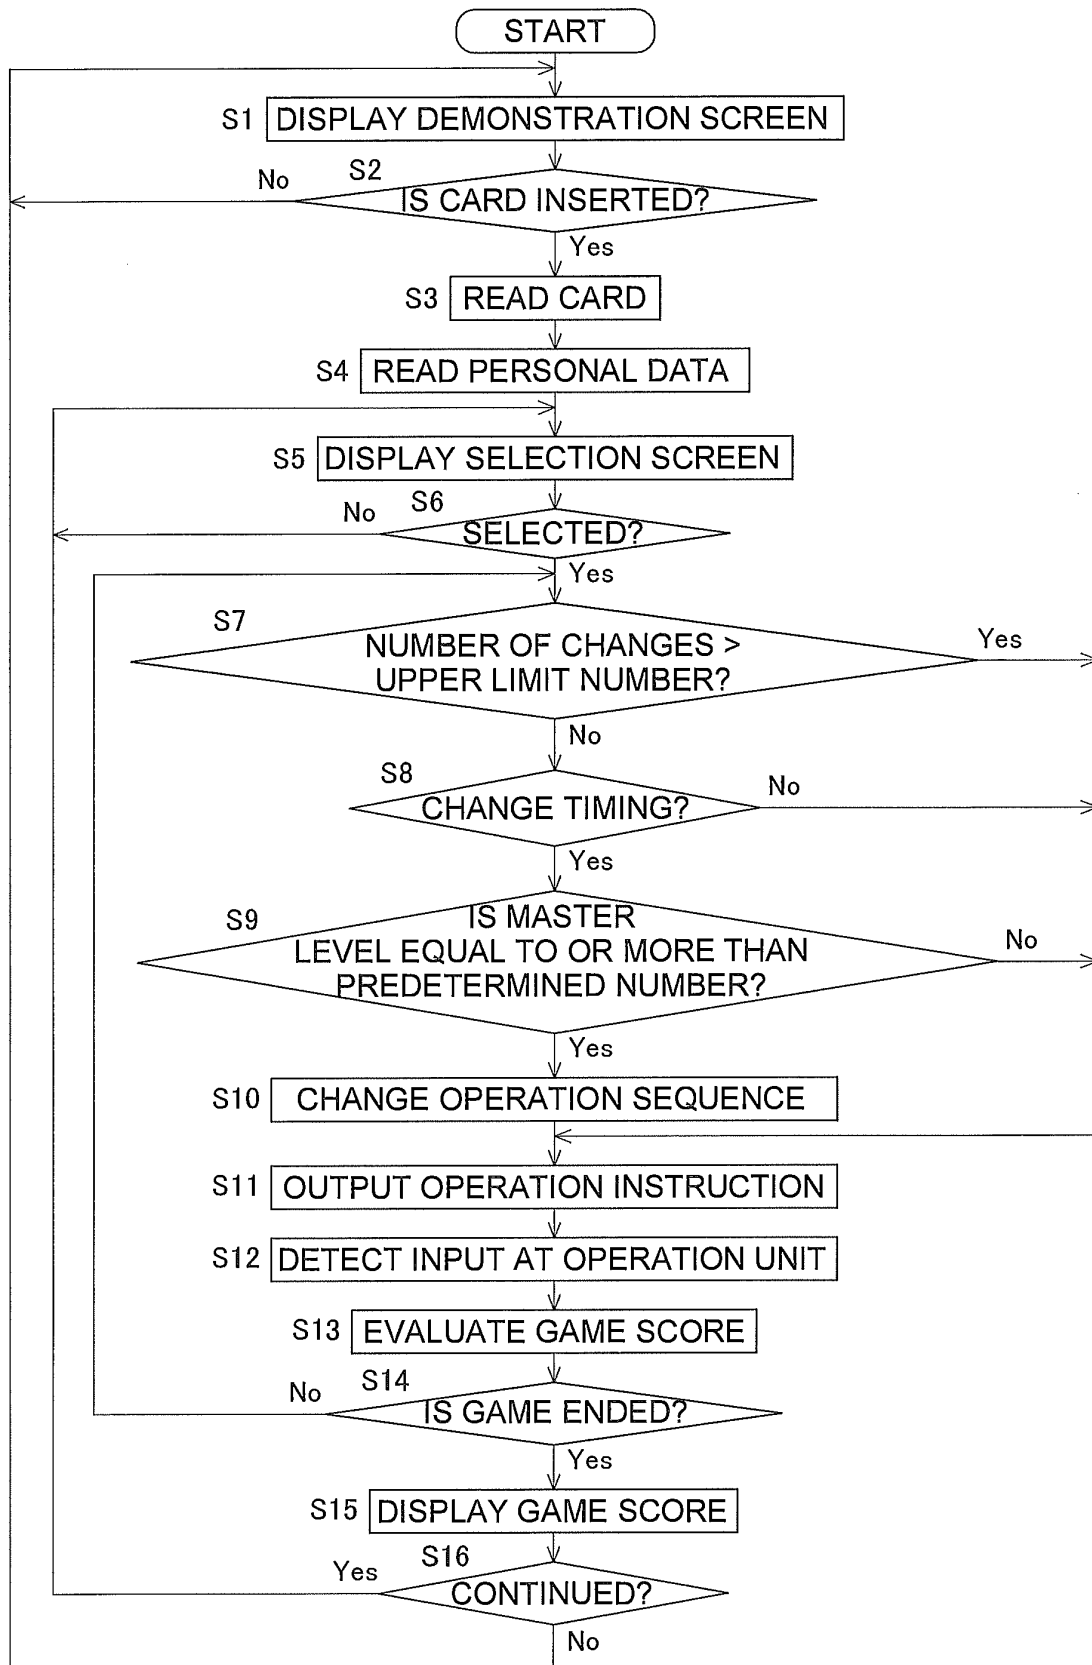 START
S1 DISPLAY DEMONSTRATION SCREEN
S2
No
IS CARD INSERTED?
Yes
S3 READ CARD
S4 READ PERSONAL DATA
S5 DISPLAY SELECTION SCREEN
S6
No
SELECTED?
Yes
S7
NUMBER OF CHANGES >
UPPER LIMIT NUMBER?
Yes
No
S8
CHANGE TIMING?
No
Yes
S9
IS MASTER
LEVEL EQUAL TO OR MORE THAN
PREDETERMINED NUMBER?
No
Yes
S10 CHANGE OPERATION SEQUENCE
S11 OUTPUT OPERATION INSTRUCTION
S12 DETECT INPUT AT OPERATION UNIT
S13 EVALUATE GAME SCORE
S14
No
IS GAME ENDED?
Yes
S15 DISPLAY GAME SCORE
S16
Yes
CONTINUED?
No